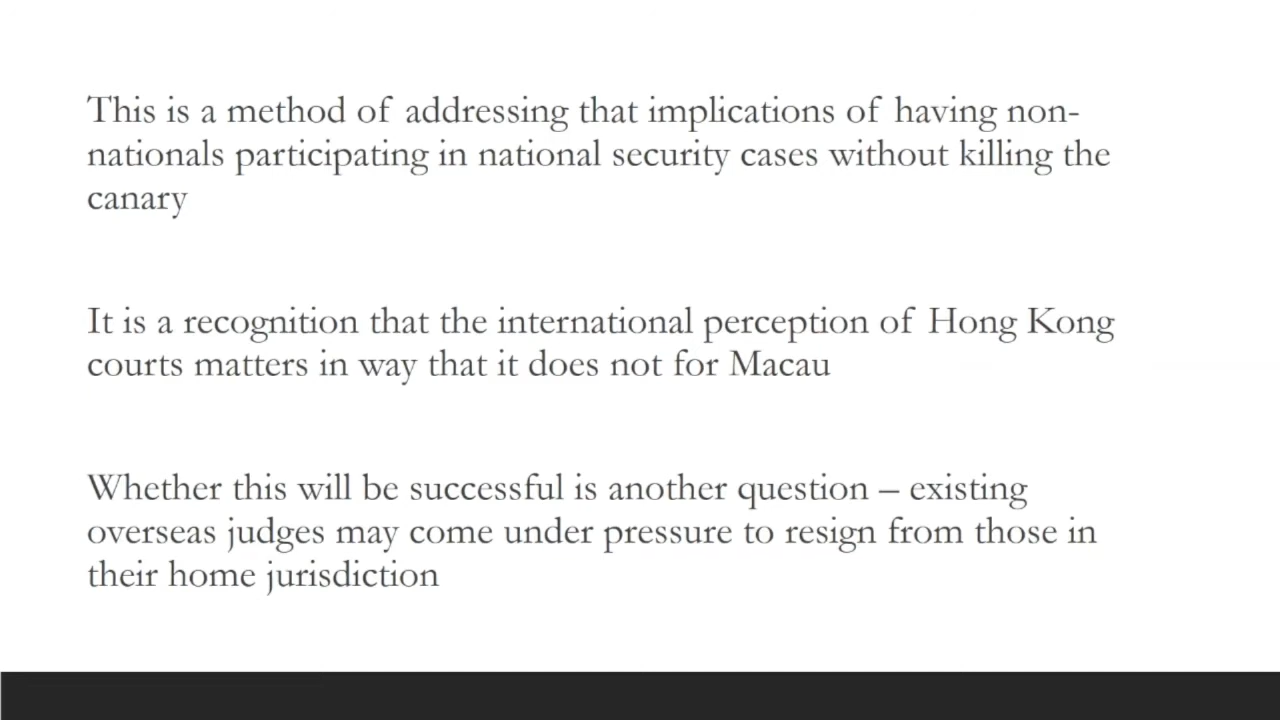 This is a method of addressing that implications of having non-
nationals participating in national security cases without killing the
canary
It is a recognition that the international perception of Hong Kong
courts matters in way that it does not for Macau
Whether this will be successful is another question – existing
overseas judges may come under pressure to resign from those in
their home jurisdiction